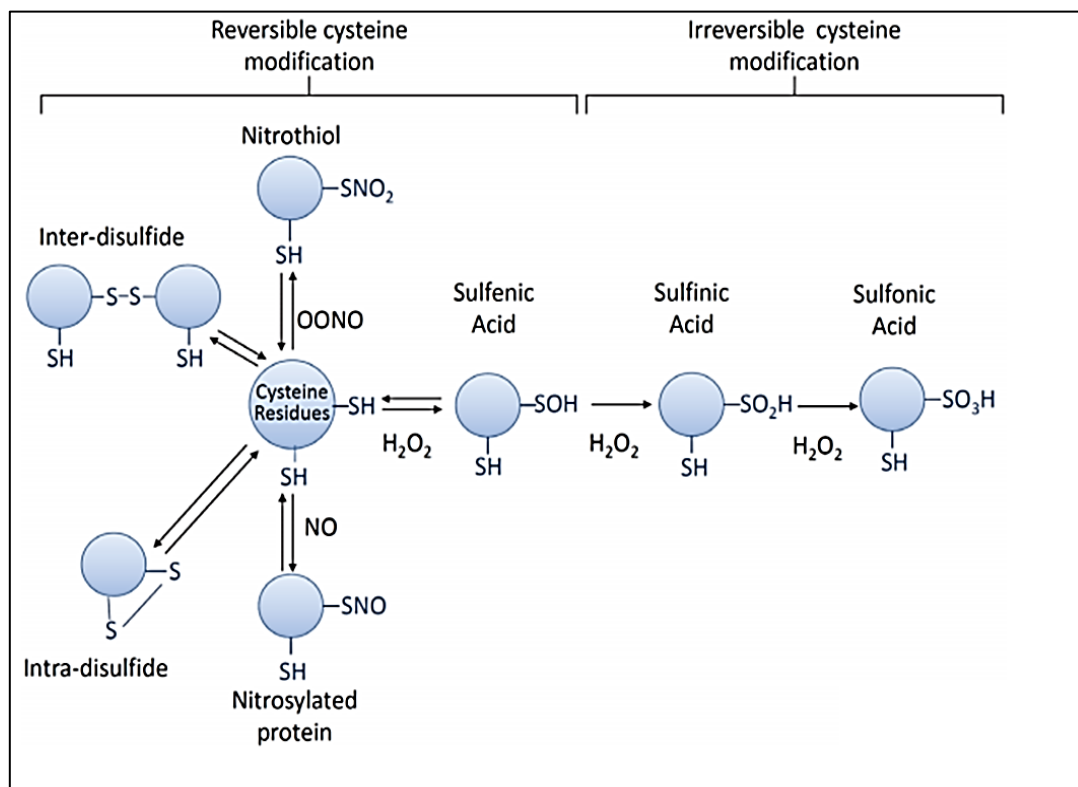 Reversible cysteine
modification
Irreversible cysteine
modification
Nitrothiol
SNO₂
SH
Inter-disulfide
S-S
SH
SH
OONO
Cysteine
Residues
SH
SH
H₂O₂
Sulfenic
Acid
SOH
SH
H₂O₂
Sulfinic
Acid
SO₂H
SH
H₂O₂
Sulfonic
Acid
SO₃H
SH
NO
S
S
Intra-disulfide
SNO
SH
Nitrosylated
protein